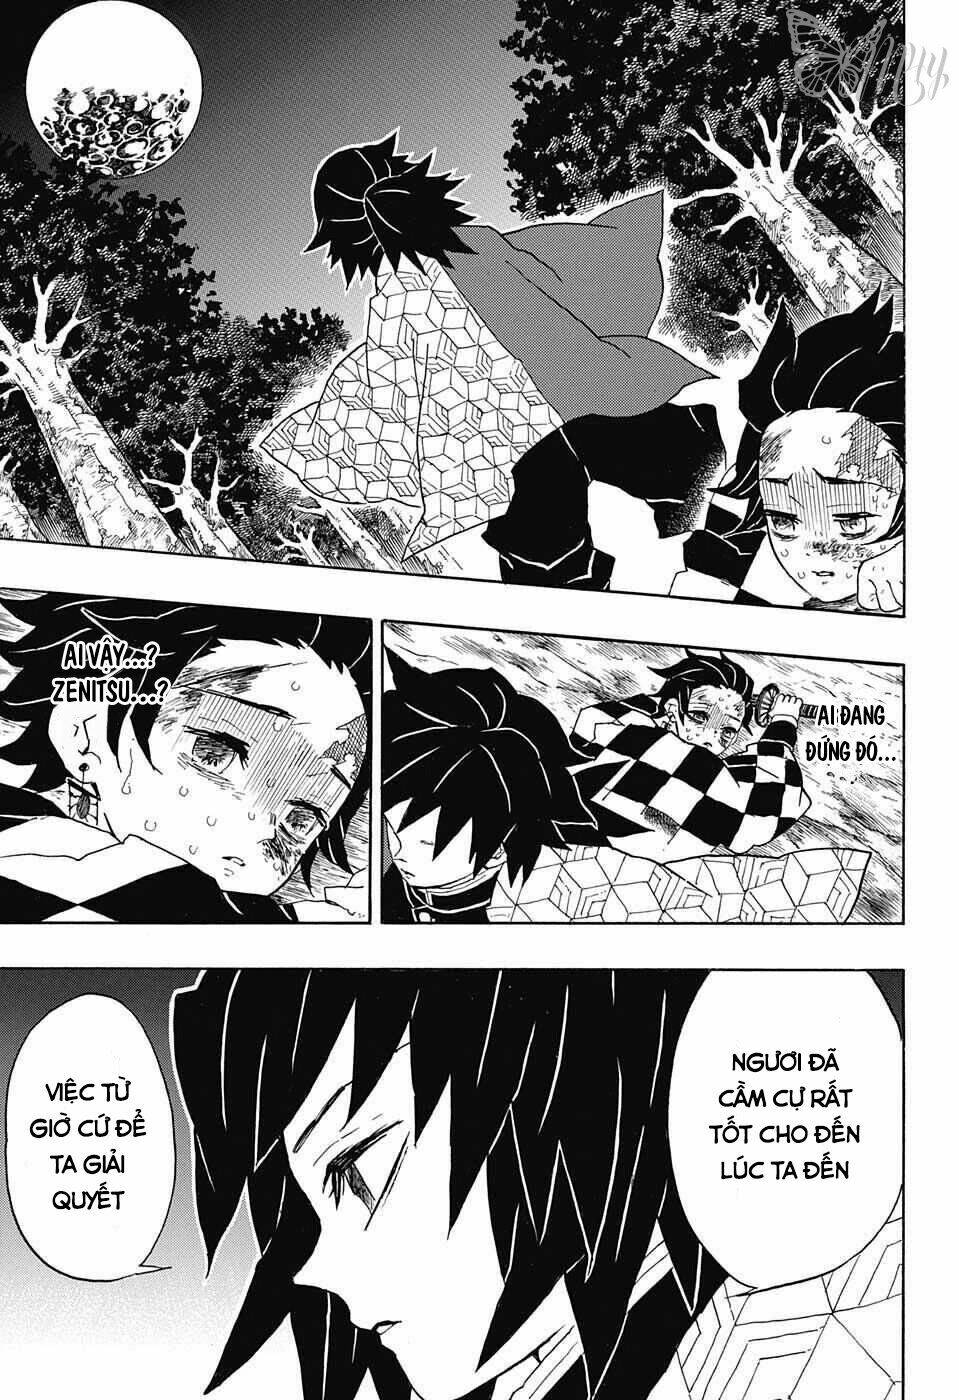 AI ĐANG
ĐỨNG ĐÓ...
AI VẬY...?
ZENITSU...?
NGƯƠI ĐÃ
CẦM CỰ RẤT
TỐT CHO ĐẾN
LÚC TA ĐẾN
VIỆC TỪ
GIỜ CỨ ĐỂ
TA GIẢI
QUYẾT